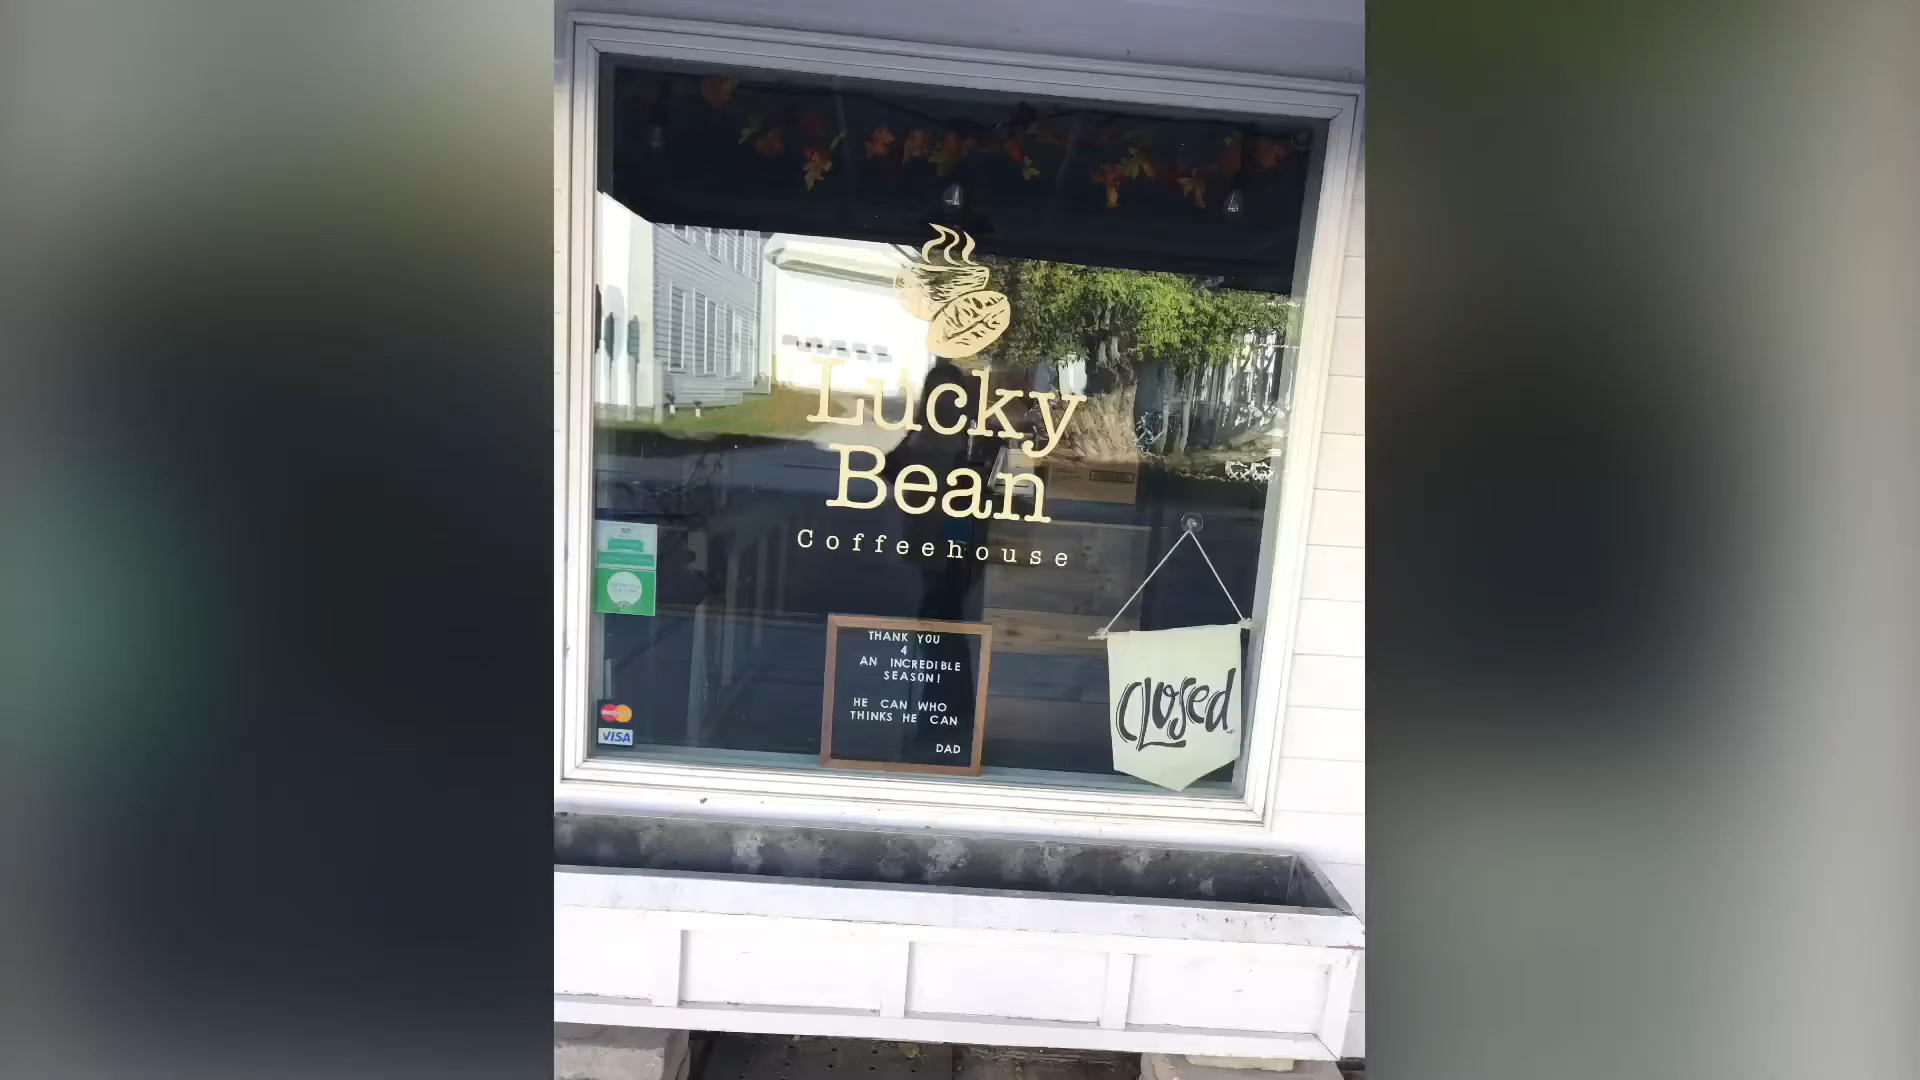 Lucky
Bean
Coffeehouse
THANK YOU
4
AN INCREDIBLE
SEASON!
HE CAN WHO
THINKS HE CAN
DAD
CLosed
VISA